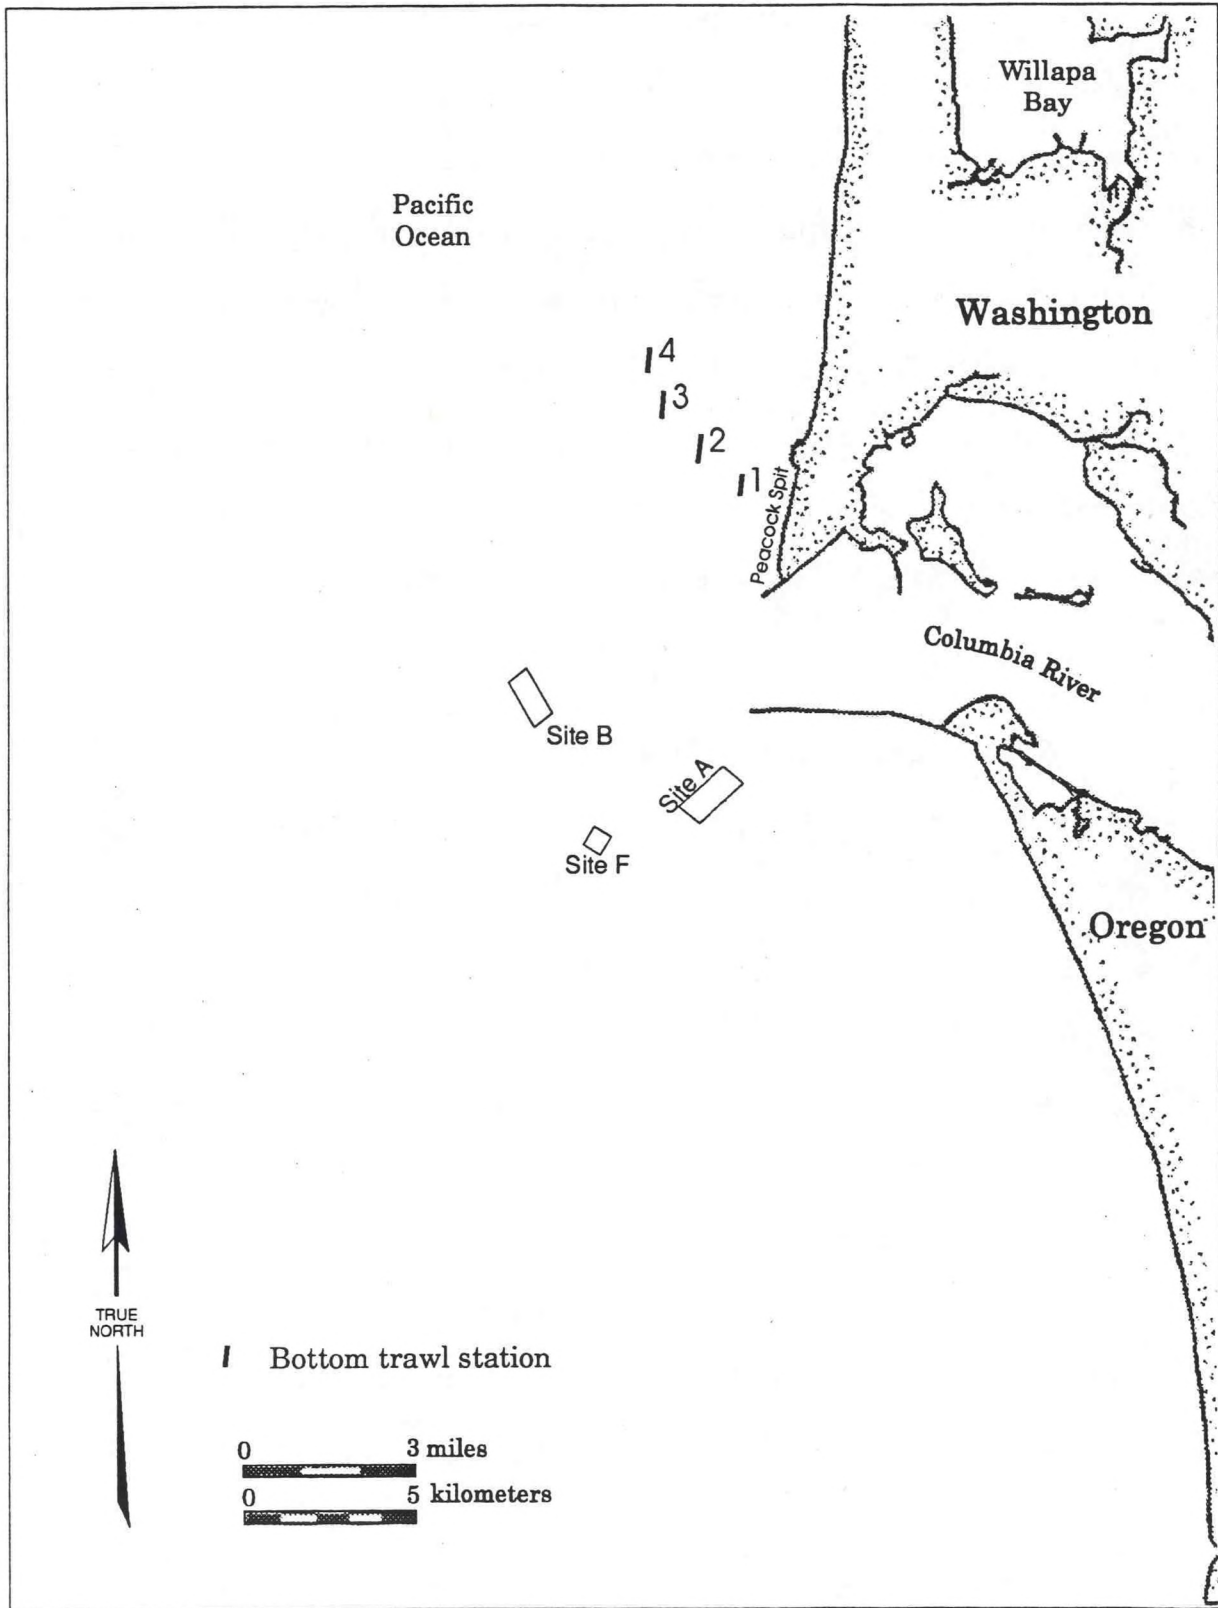 Willapa
Bay
Pacific
Ocean
Washington
4
3
2
1
Peacock Spit
Columbia River
Site B
Site A
Site F
Oregon
TRUE
NORTH
Bottom trawl station
0 3 miles
0 5 kilometers